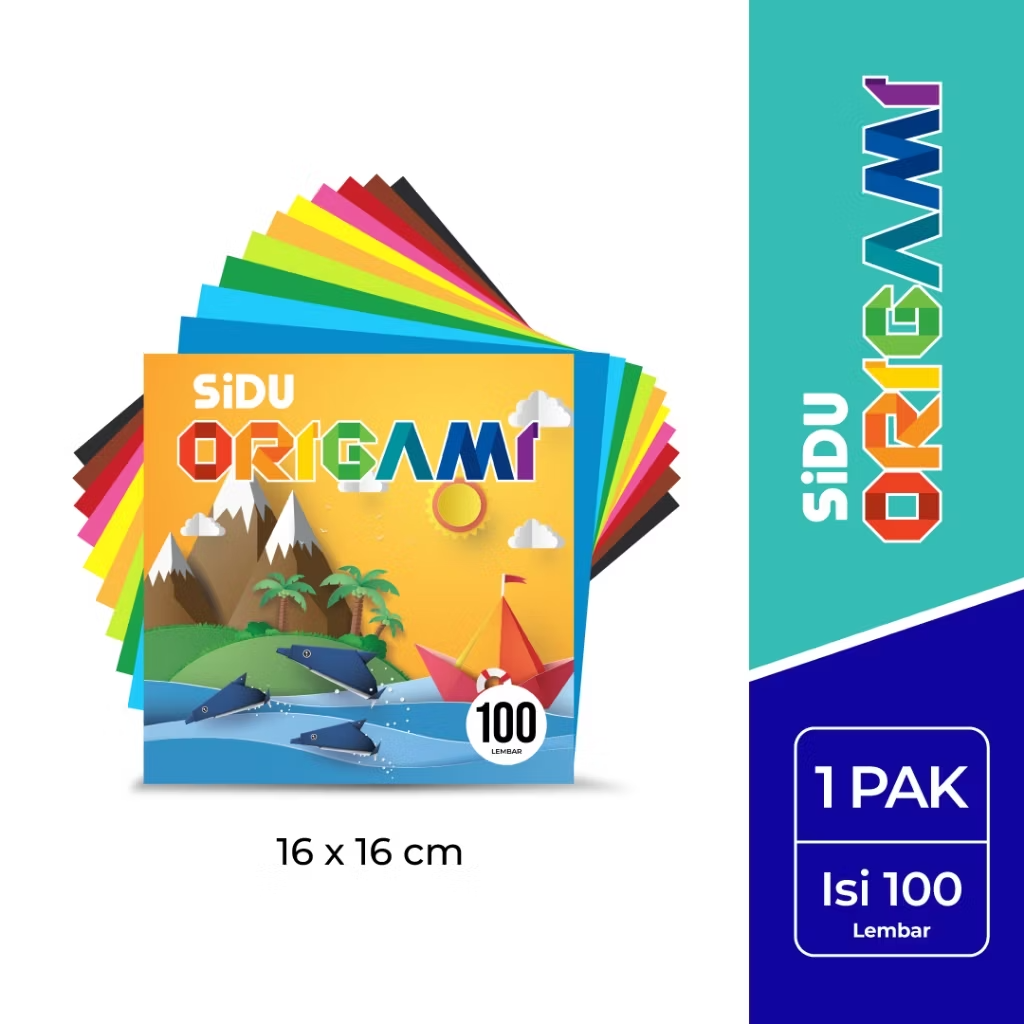 SiDU
ORIGAMI
100
LEMBAR
16 x 16 cm
SiDU
ORIGAMI
1 PAK
Isi 100
Lembar